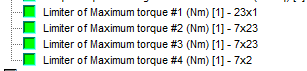 Limiter of Maximum torque #1 (Nm) [1] - 23x1
Limiter of Maximum torque #2 (Nm) [1] - 7x23
Limiter of Maximum torque #3 (Nm) [1] - 7x23
Limiter of Maximum torque #4 (Nm) [1] - 7x2